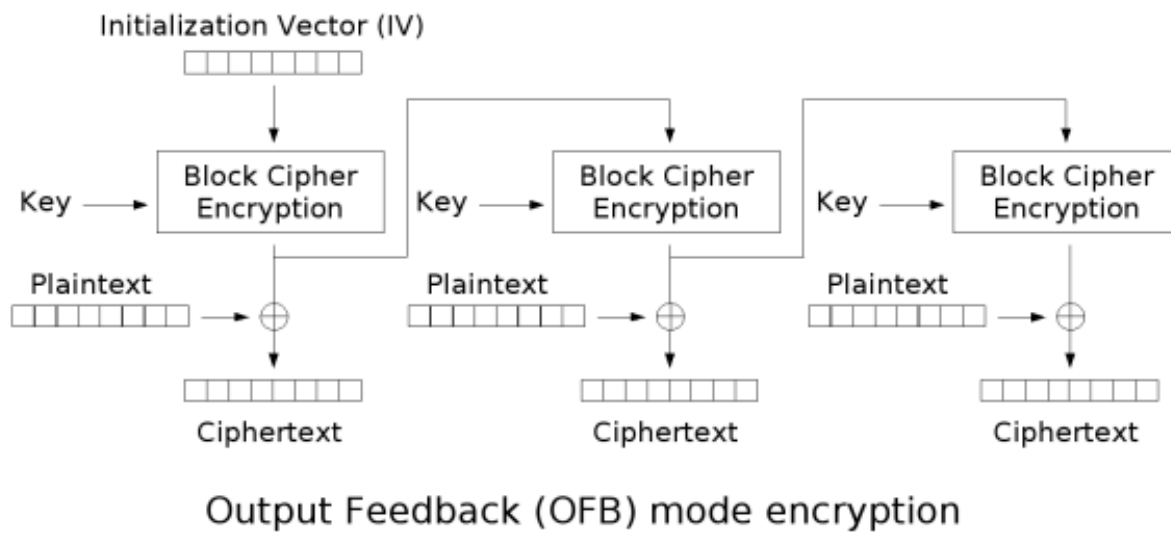 Initialization Vector (IV)
Key
Block Cipher
Encryption
Key
Block Cipher
Encryption
Key
Block Cipher
Encryption
Plaintext
Plaintext
Plaintext
Ciphertext
Ciphertext
Ciphertext
Output Feedback (OFB) mode encryption